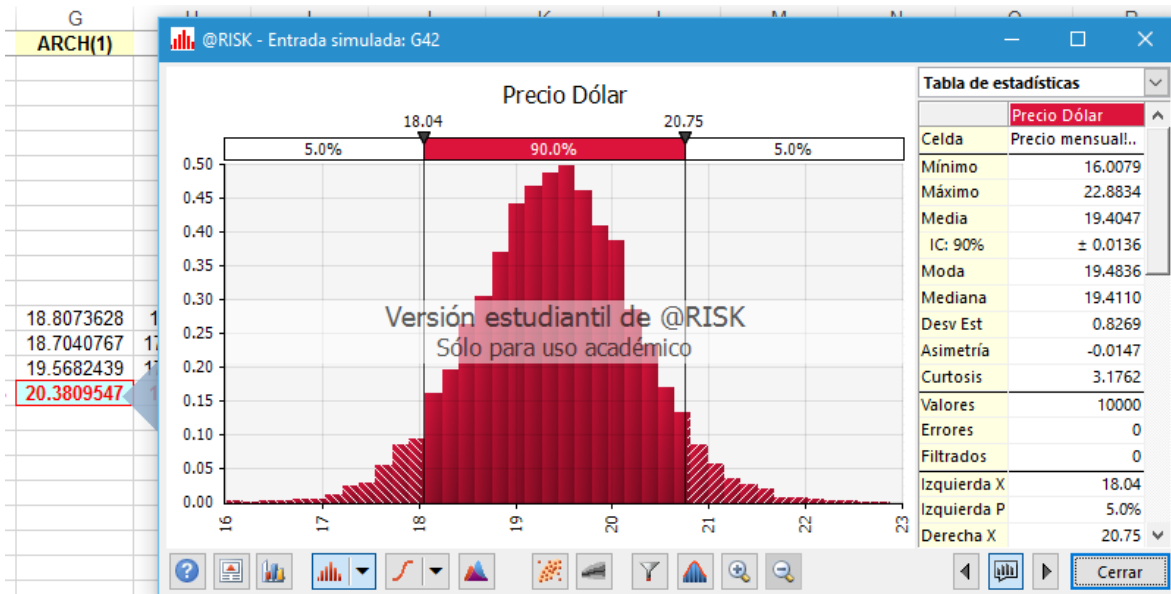 G
ARCH(1)
18.8073628
18.7040767
19.5682439
20.3809547
@RISK - Entrada simulada: G42
Precio Dólar
18.04 20.75
5.0% 90.0% 5.0%
0.50
0.45
0.40
0.35
0.30
0.25
0.20
0.15
0.10
0.05
0.00
16 17 18 19 20 21 22 23
Versión estudiantil de @RISK
Sólo para uso académico
Tabla de estadísticas
Precio Dólar
Celda Precio mensual!...
Mínimo 16.0079
Máximo 22.8834
Media 19.4047
IC: 90% ± 0.0136
Moda 19.4836
Mediana 19.4110
Desv Est 0.8269
Asimetría -0.0147
Curtosis 3.1762
Valores 10000
Errores 0
Filtrados 0
Izquierda X 18.04
Izquierda P 5.0%
Derecha X 20.75
Cerrar